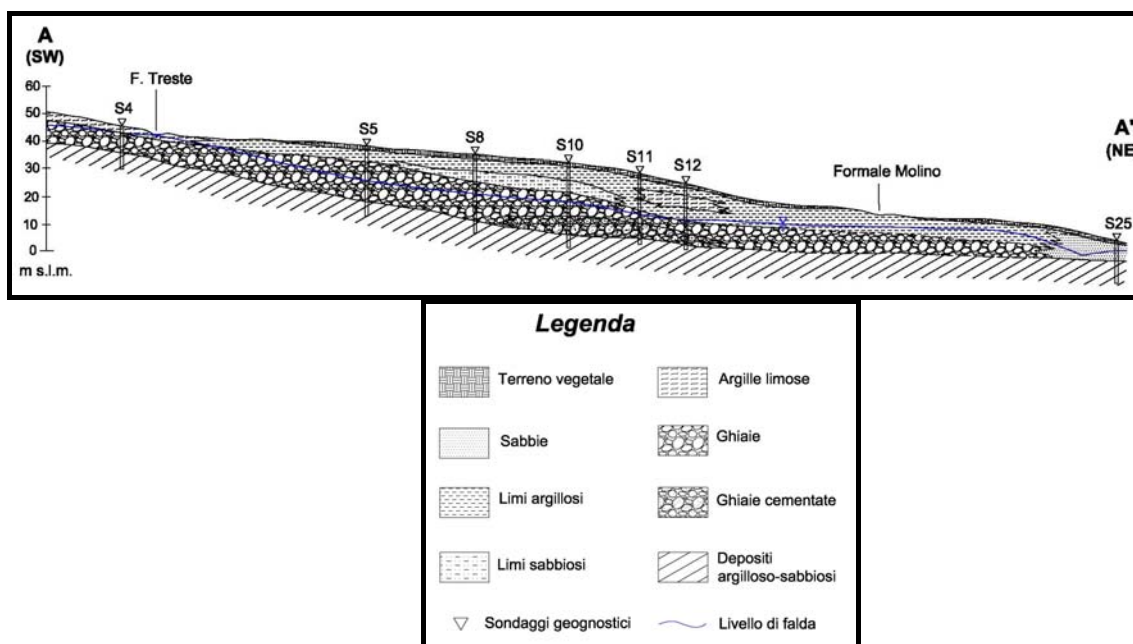 A
(SW)
F. Treste
60
50
40
30
20
10
0
m s.l.m.
S4
S5
S8
S10
S11
S12
Formale Molino
A'
(NE
S25
Legenda
Terreno vegetale
Argille limose
Sabbie
Ghiaie
Limi argillosi
Ghiaie cementate
Limi sabbiosi
Depositi
argilloso-sabbiosi
Sondaggi geognostici
Livello di falda